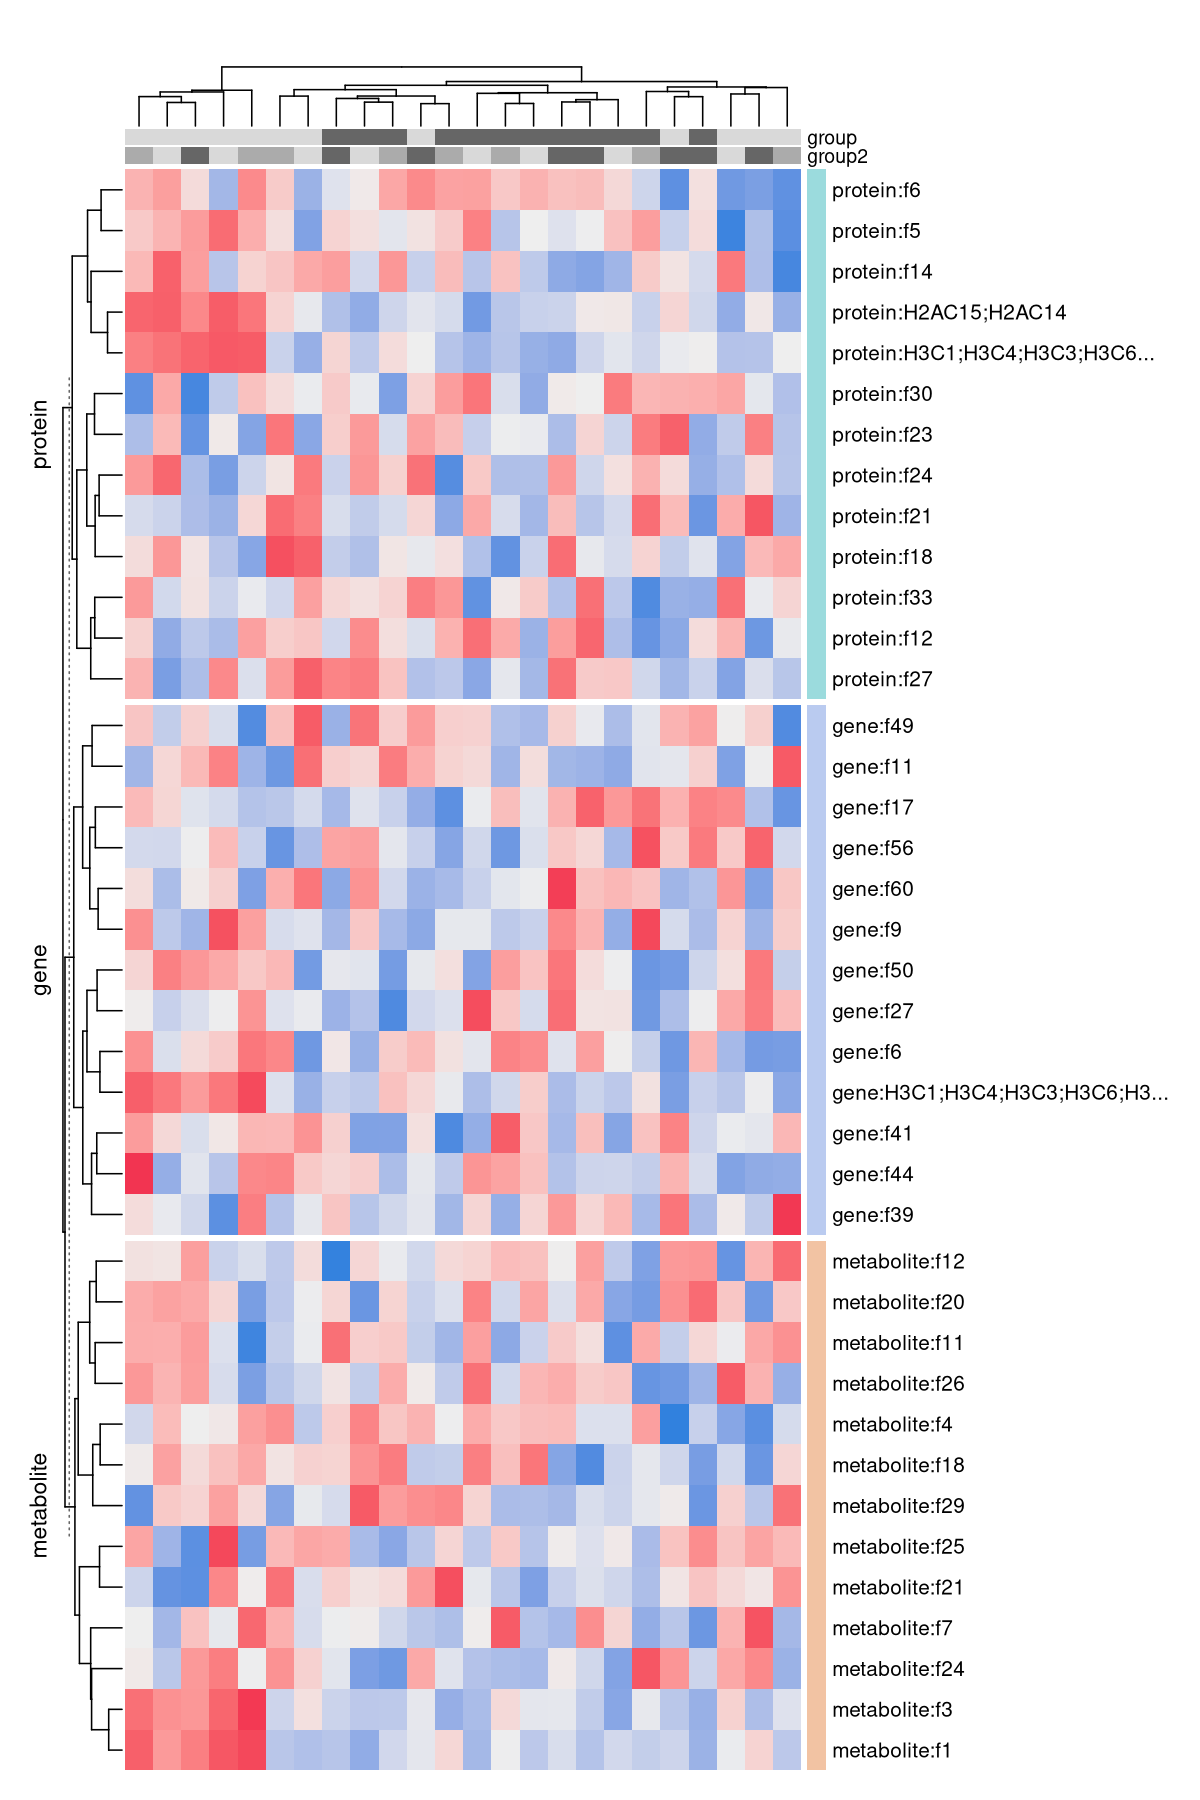 group
group2
protein
protein:f6
protein:f5
protein:f14
protein:H2AC15;H2AC14
protein:H3C1;H3C4;H3C3;H3C6...
protein:f30
protein:f23
protein:f24
protein:f21
protein:f18
protein:f33
protein:f12
protein:f27
gene
gene:f49
gene:f11
gene:f17
gene:f56
gene:f60
gene:f9
gene:f50
gene:f27
gene:f6
gene:H3C1;H3C4;H3C3;H3C6;H3...
gene:f41
gene:f44
gene:f39
metabolite
metabolite:f12
metabolite:f20
metabolite:f11
metabolite:f26
metabolite:f4
metabolite:f18
metabolite:f29
metabolite:f25
metabolite:f21
metabolite:f7
metabolite:f24
metabolite:f3
metabolite:f1